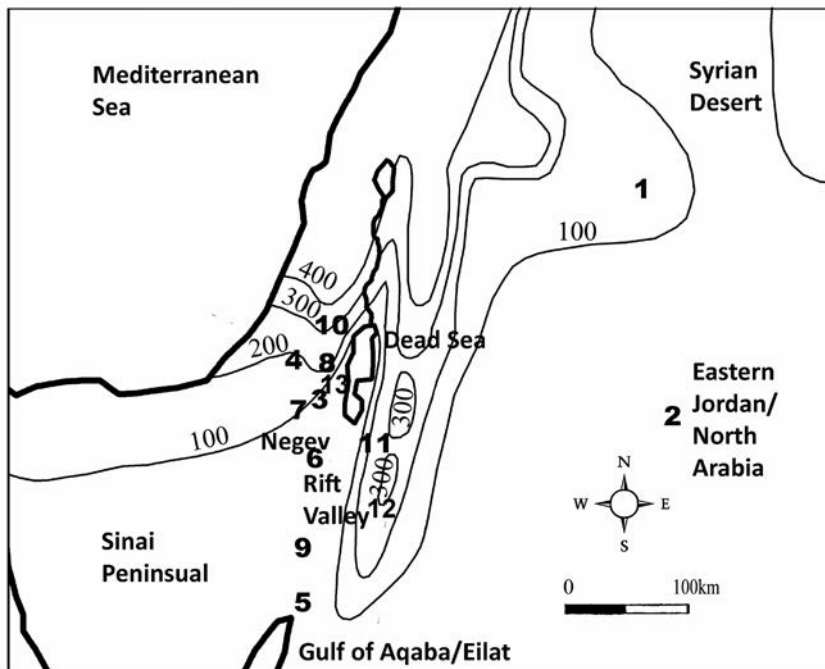 Mediterranean
Sea
Syrian
Desert
1
100
400
300
10
200
4
8
Dead Sea
13
3
7
100
Negev
6
11
300
Eastern
Jordan/
North
Arabia
2
Rift
Valley
300
12
N
W
E
S
Sinai
Peninsual
9
5
0
100km
Gulf of Aqaba/Eilat